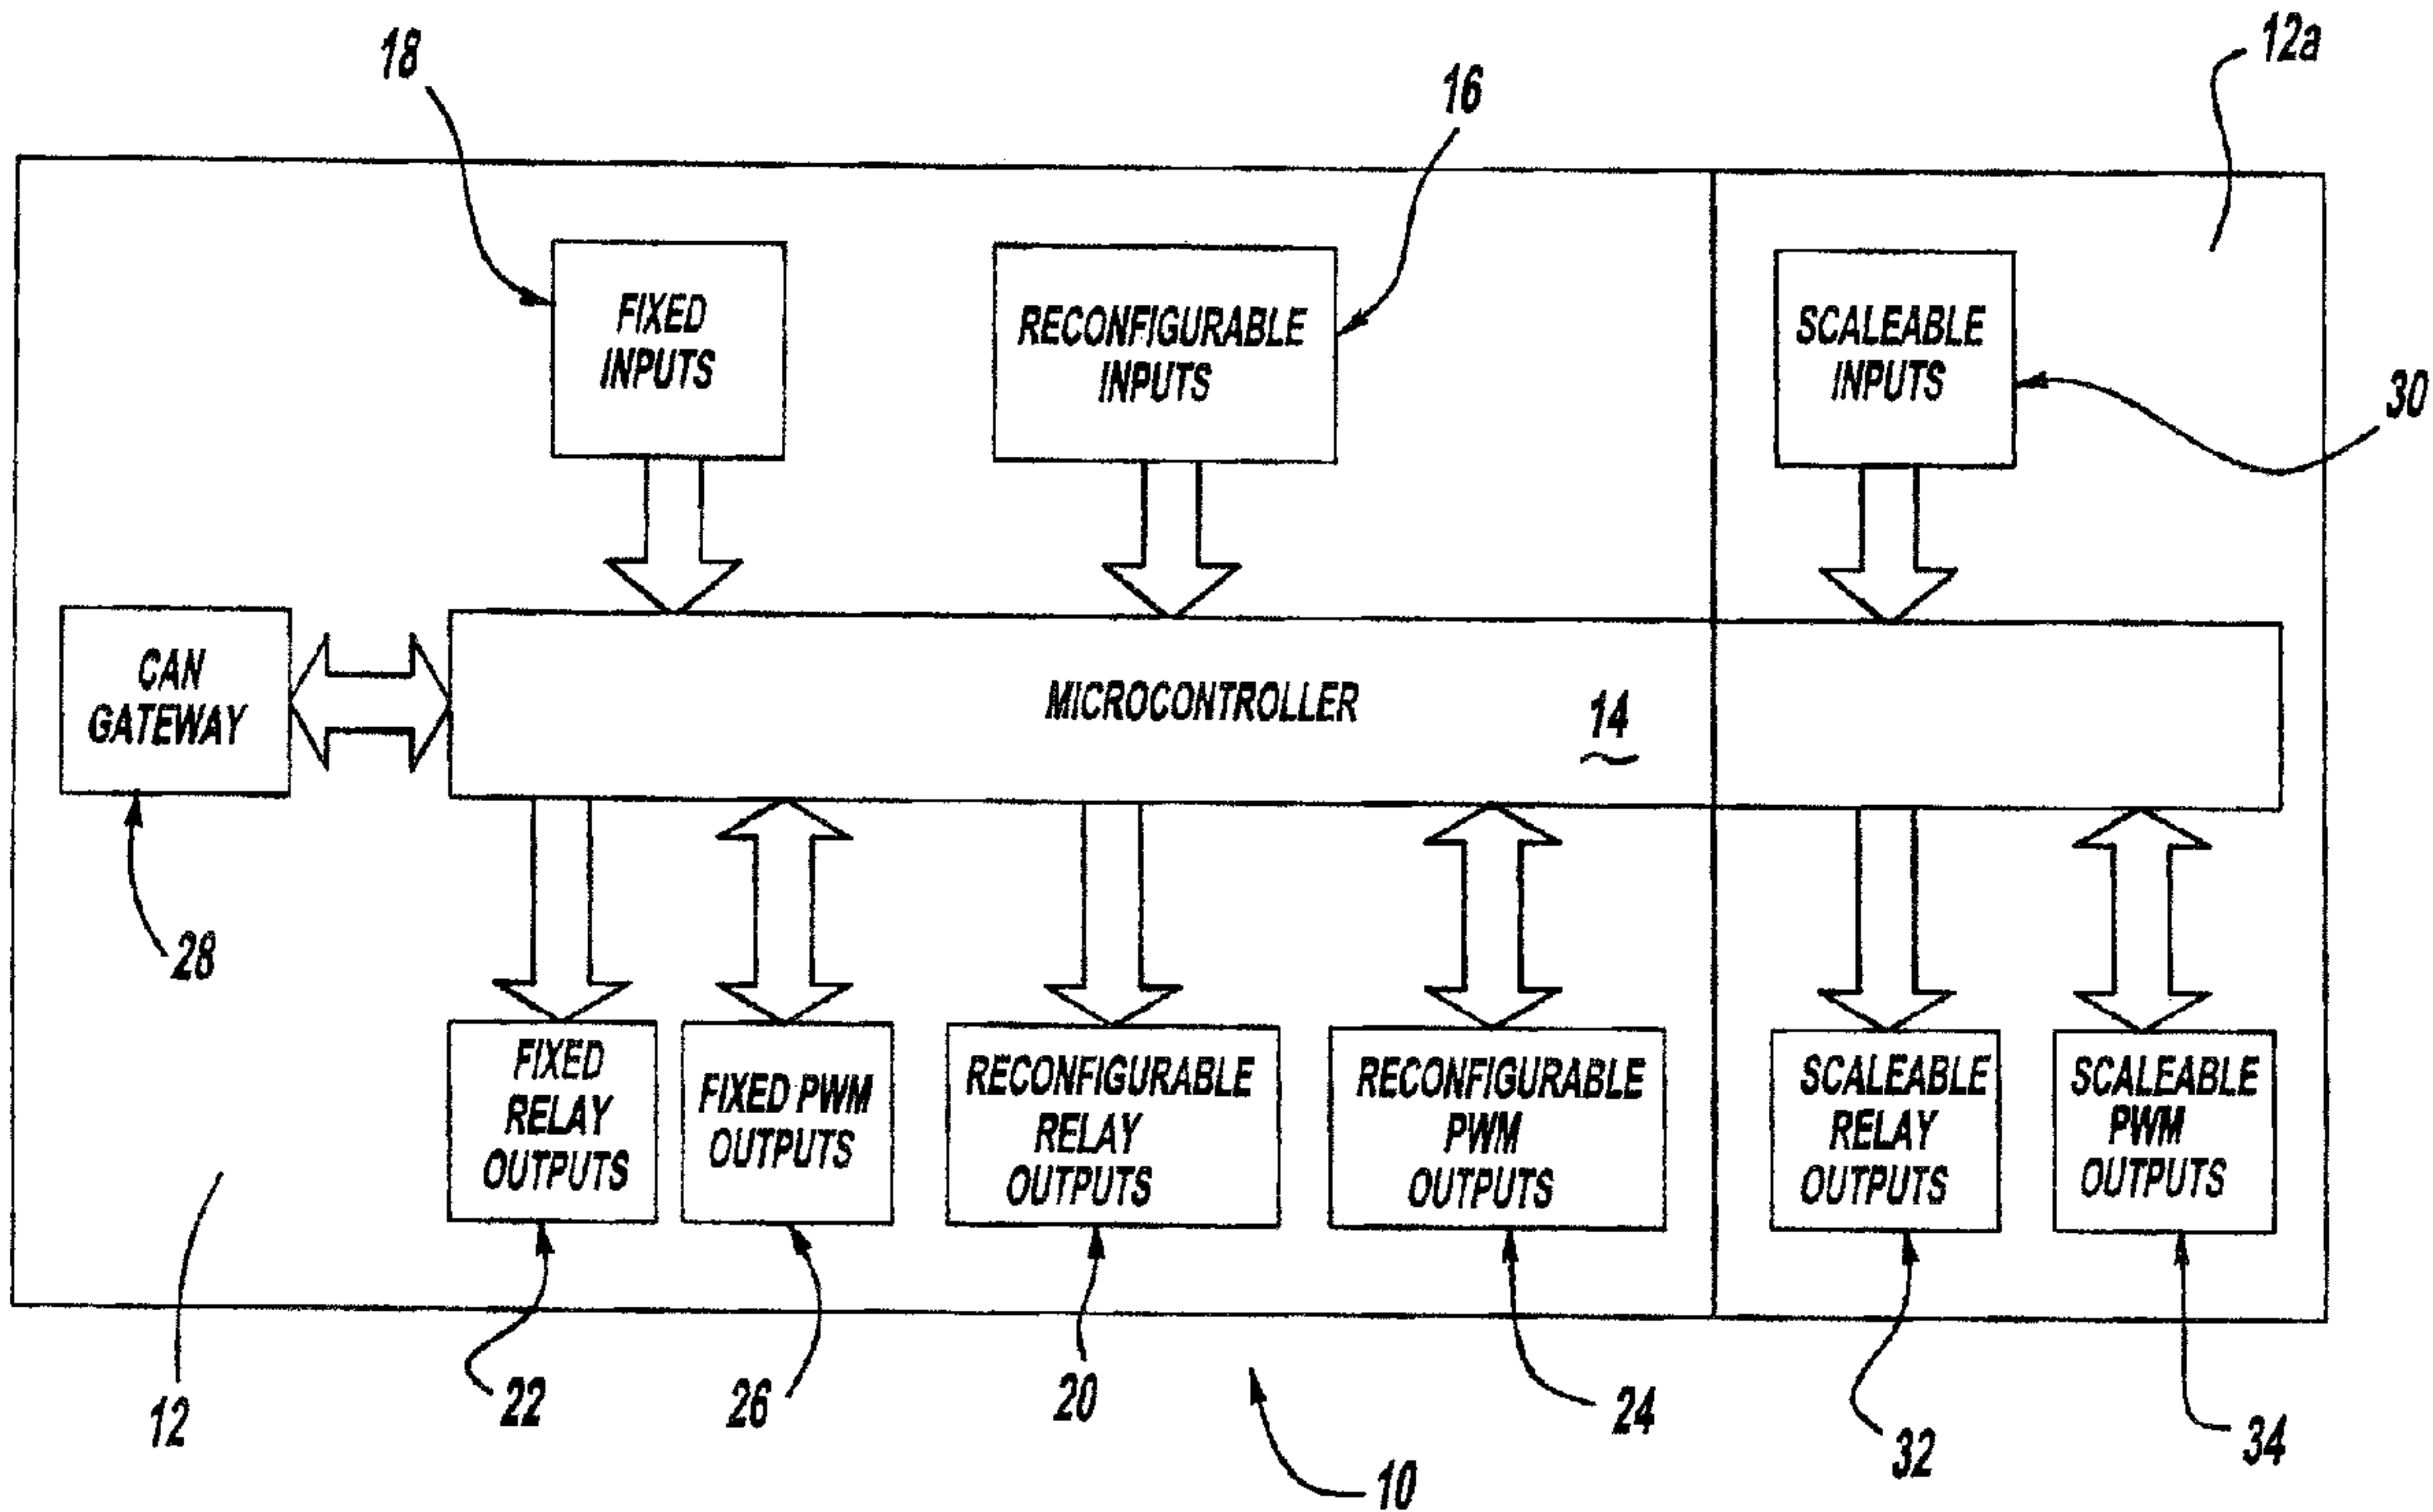 18
16
12a
FIXED
INPUTS
RECONFIGURABLE
INPUTS
SCALEABLE
INPUTS
30
CAN
GATEWAY
MICROCONTROLLER
14
28
FIXED
RELAY
OUTPUTS
FIXED PWM
OUTPUTS
RECONFIGURABLE
RELAY
OUTPUTS
RECONFIGURABLE
PWM
OUTPUTS
SCALEABLE
RELAY
OUTPUTS
SCALEABLE
PWM
OUTPUTS
12
22
26
20
24
32
34
10